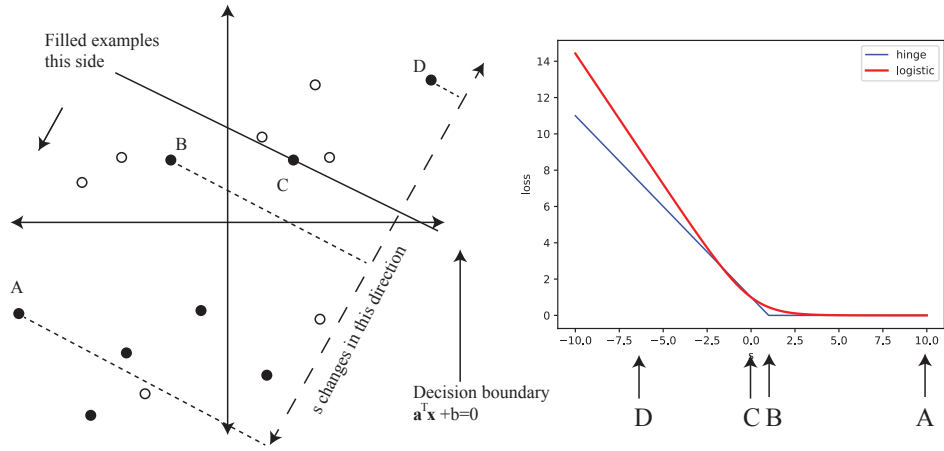 Filled examples
this side
D
B
C
A
s changes in this direction
Decision boundary
aᵀx +b=0
hinge
logistic
loss
14
12
10
8
6
4
2
0
−10.0 −7.5 −5.0 −2.5 0.0 2.5 5.0 7.5 10.0
s
D C B A